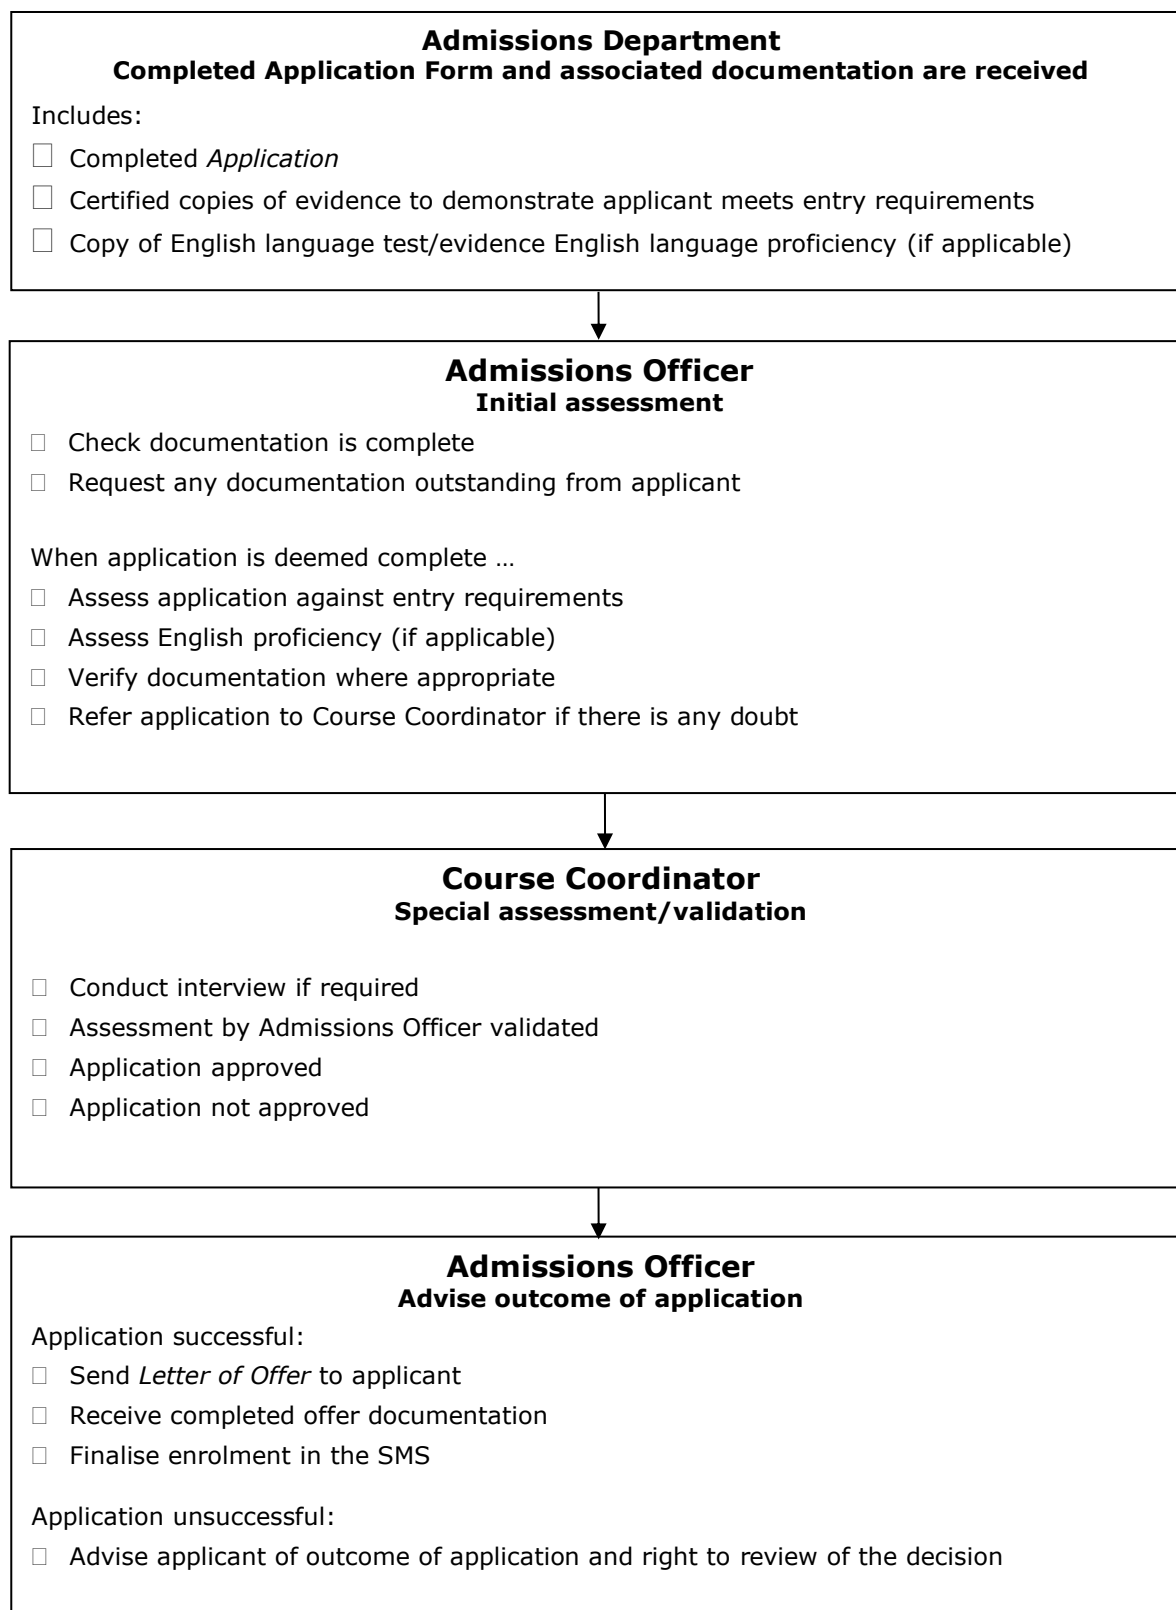 Admissions Department
Completed Application Form and associated documentation are received
Includes:
Completed Application
Certified copies of evidence to demonstrate applicant meets entry requirements
Copy of English language test/evidence English language proficiency (if applicable)
Admissions Officer
Initial assessment
Check documentation is complete
Request any documentation outstanding from applicant
When application is deemed complete …
Assess application against entry requirements
Assess English proficiency (if applicable)
Verify documentation where appropriate
Refer application to Course Coordinator if there is any doubt
Course Coordinator
Special assessment/validation
Conduct interview if required
Assessment by Admissions Officer validated
Application approved
Application not approved
Admissions Officer
Advise outcome of application
Application successful:
Send Letter of Offer to applicant
Receive completed offer documentation
Finalise enrolment in the SMS
Application unsuccessful:
Advise applicant of outcome of application and right to review of the decision